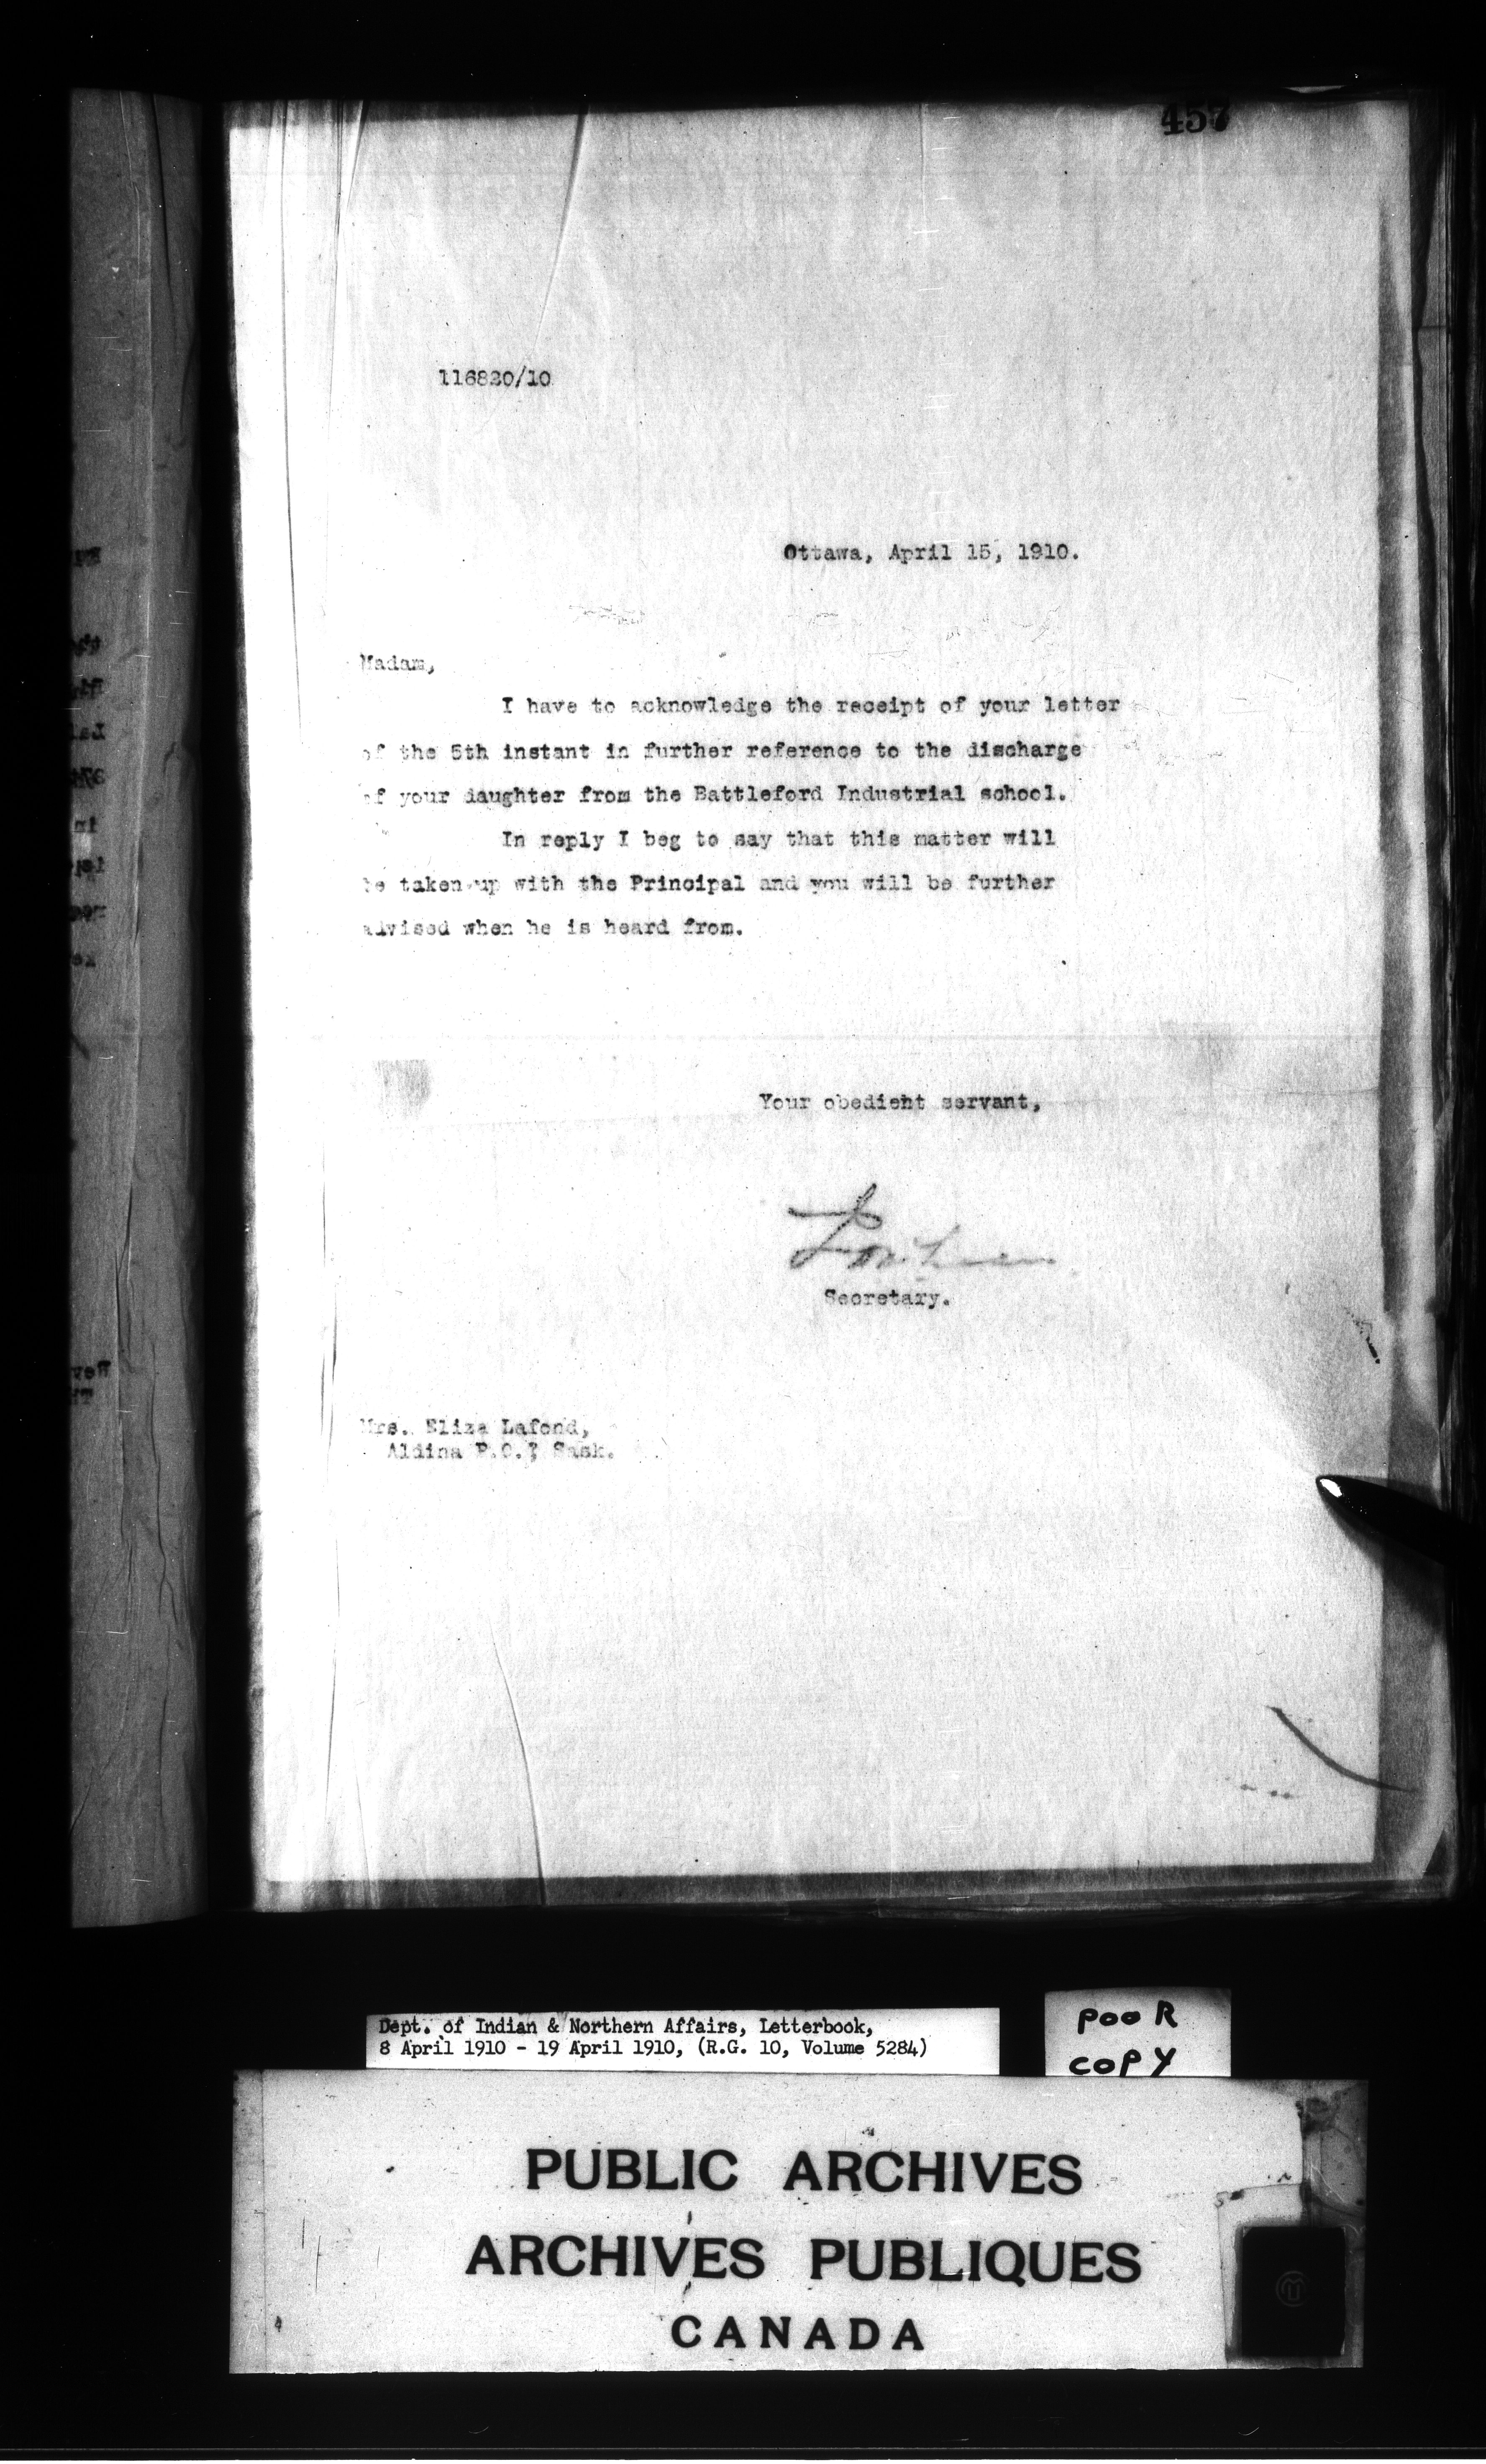 457
116820/10
Ottawa, April 15, 1910.
Madam,
I have to acknowledge the receipt of your letter
of the 5th instant in further reference to the discharge
of your daughter from the Battleford Industrial school.
In reply I beg to say that this matter will
be taken up with the Principal and you will be further
advised when he is heard from.
Your obedient servant,
Secretary.
Mrs. Eliza Lafond,
Aldina P.O., Sask.
Dept. of Indian & Northern Affairs, Letterbook,
8 April 1910 - 19 April 1910, (R.G. 10, Volume 5284)
POOR
COPY
PUBLIC ARCHIVES
ARCHIVES PUBLIQUES
CANADA